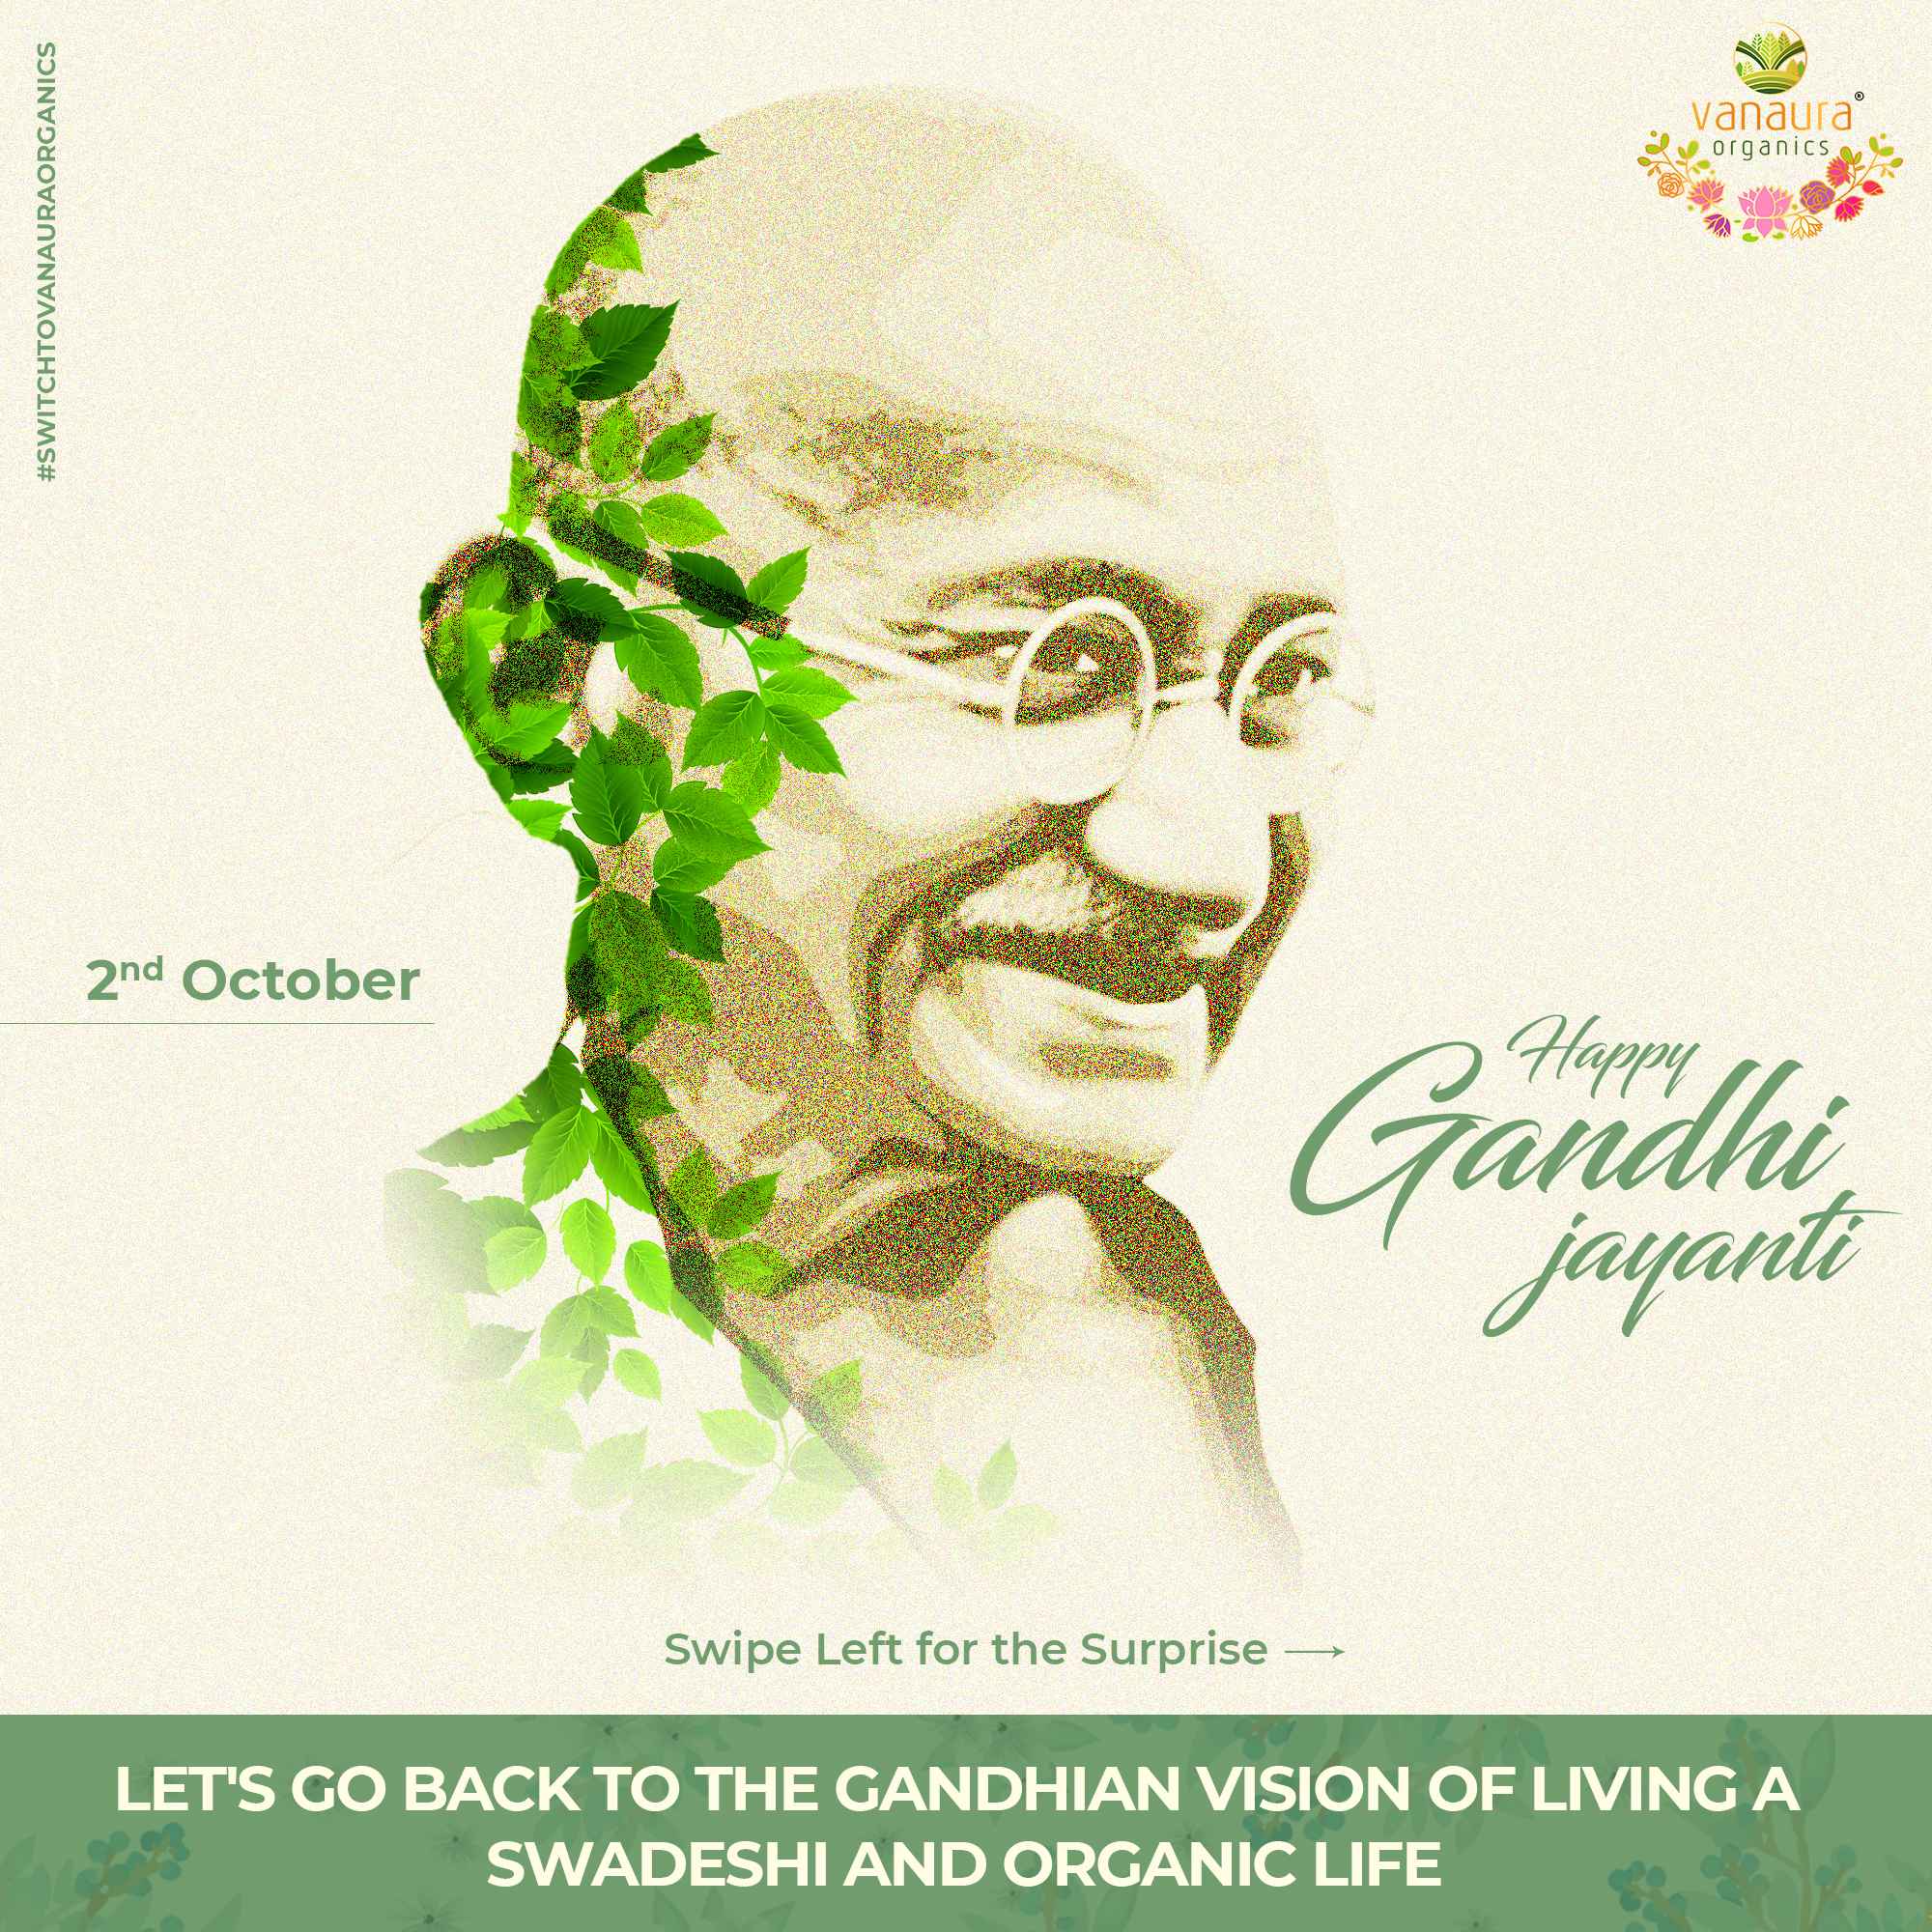 #SWITCHTOVANAURAORGANICS
vanaura®
organics
2nd October
Happy
Gandhi
jayanti
Swipe Left for the Surprise
LET'S GO BACK TO THE GANDHIAN VISION OF LIVING A
SWADESHI AND ORGANIC LIFE